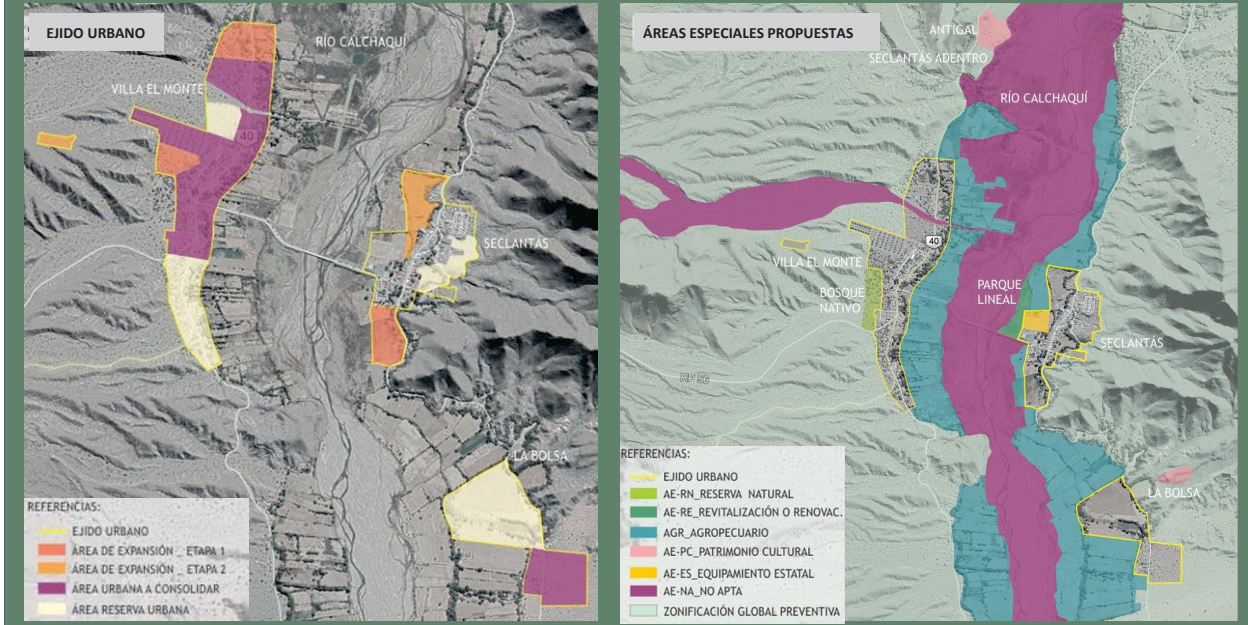 EJIDO URBANO
RÍO CALCHAQUÍ
VILLA EL MONTE
40
SECLANTÁS
LA BOLSA
REFERENCIAS:
EJIDO URBANO
ÁREA DE EXPANSIÓN _ ETAPA 1
ÁREA DE EXPANSIÓN _ ETAPA 2
ÁREA URBANA A CONSOLIDAR
ÁREA RESERVA URBANA
ÁREAS ESPECIALES PROPUESTAS
ANTIGAL
SECLANTÁS ADENTRO
RÍO CALCHAQUÍ
40
VILLA EL MONTE
BOSQUE
NATIVO
PARQUE
LINEAL
SECLANTÁS
RP 56
LA BOLSA
REFERENCIAS:
EJIDO URBANO
AE-RN_RESERVA NATURAL
AE-RE_REVITALIZACIÓN O RENOVAC.
AGR_AGROPECUARIO
AE-PC_PATRIMONIO CULTURAL
AE-ES_EQUIPAMIENTO ESTATAL
AE-NA_NO APTA
ZONIFICACIÓN GLOBAL PREVENTIVA